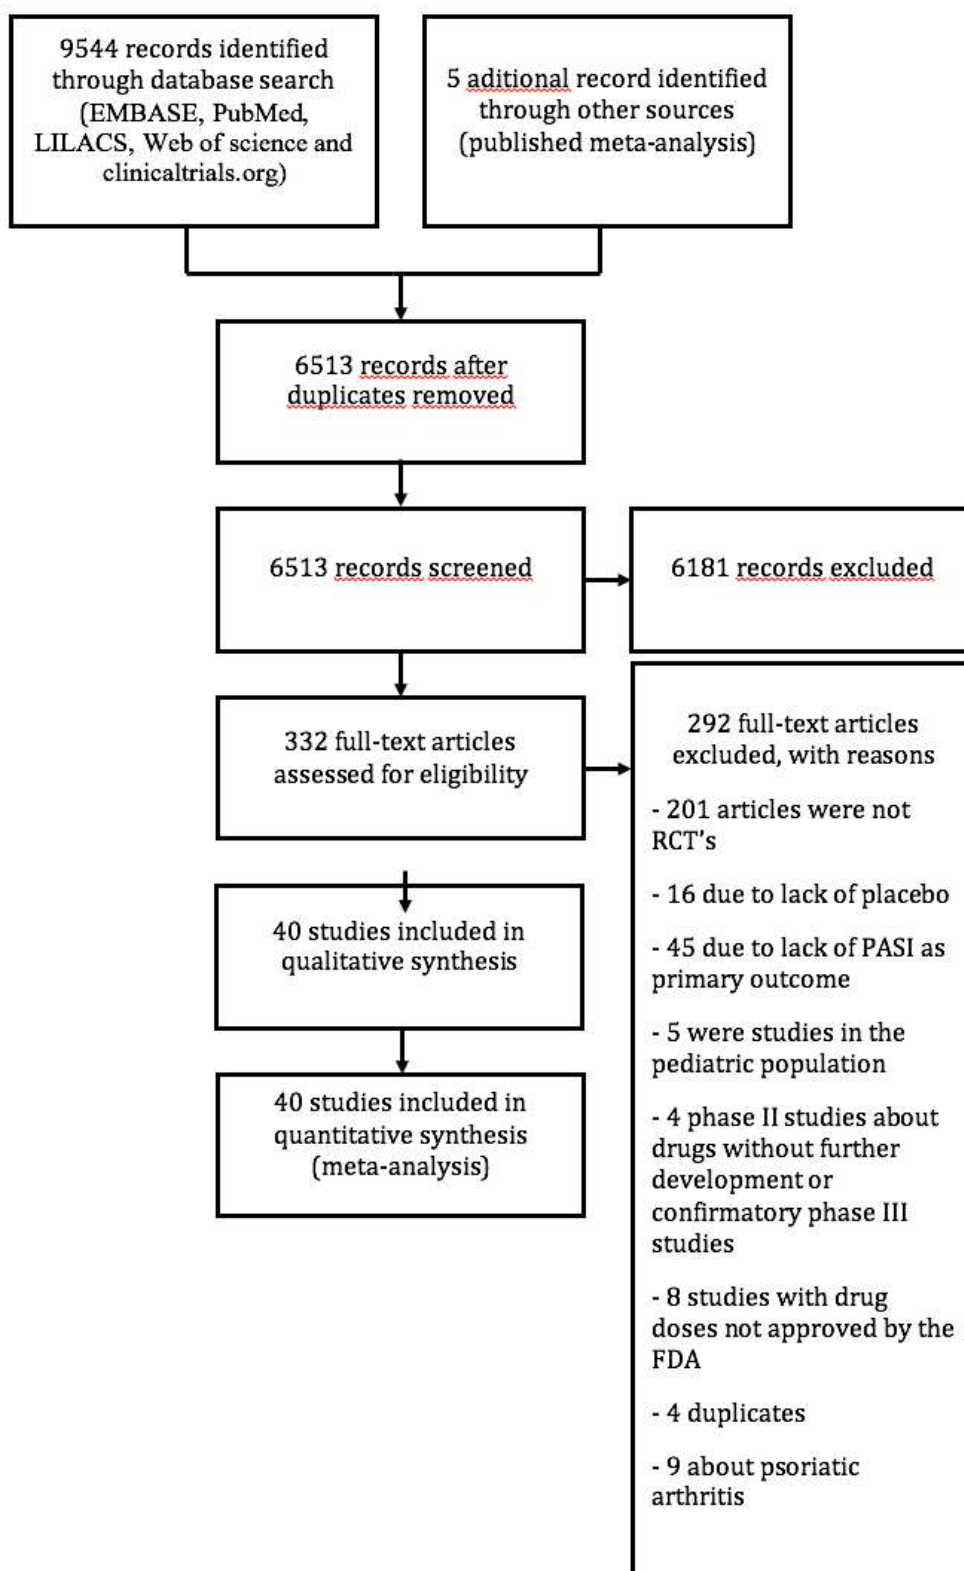 9544 records identified
through database search
(EMBASE, PubMed,
LILACS, Web of science and
clinicaltrials.org)
5 aditional record identified
through other sources
(published meta-analysis)
6513 records after
duplicates removed
6513 records screened
6181 records excluded
332 full-text articles
assessed for eligibility
292 full-text articles
excluded, with reasons
- 201 articles were not
RCT's
- 16 due to lack of placebo
- 45 due to lack of PASI as
primary outcome
- 5 were studies in the
pediatric population
- 4 phase II studies about
drugs without further
development or
confirmatory phase III
studies
- 8 studies with drug
doses not approved by the
FDA
- 4 duplicates
- 9 about psoriatic
arthritis
40 studies included in
qualitative synthesis
40 studies included in
quantitative synthesis
(meta-analysis)